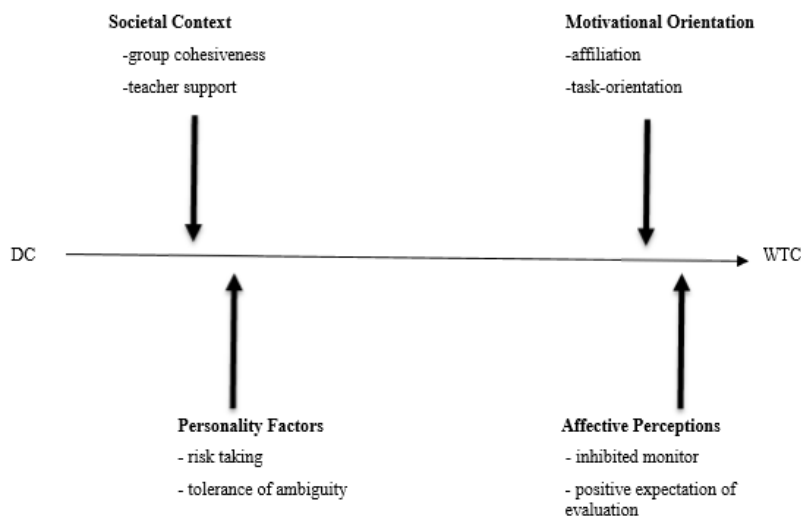 Societal Context
-group cohesiveness
-teacher support
Motivational Orientation
-affiliation
-task-orientation
DC
WTC
Personality Factors
- risk taking
- tolerance of ambiguity
Affective Perceptions
- inhibited monitor
- positive expectation of
evaluation